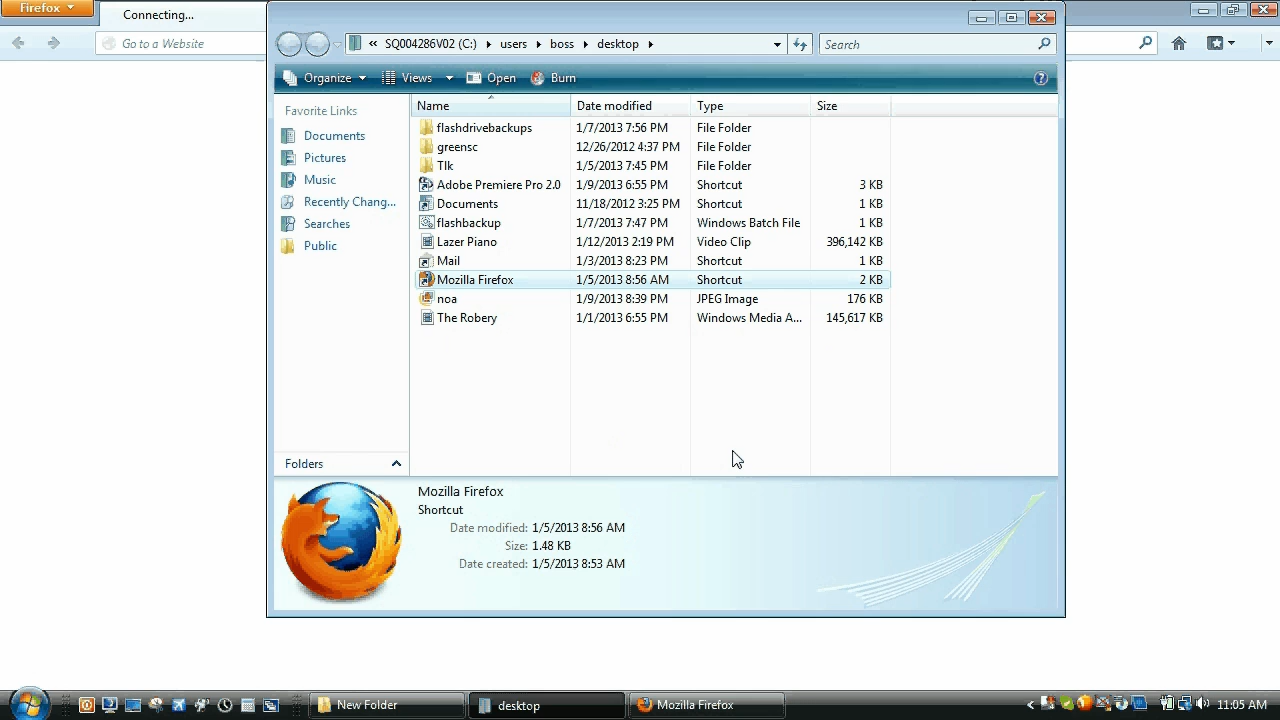 Firefox
Connecting...
Go to a Website
« SQ004286V02 (C:) users boss desktop
Search
Organize Views Open Burn
Favorite Links
Documents
Pictures
Music
Recently Chang...
Searches
Public
Folders
Name Date modified Type Size
flashdrivebackups 1/7/2013 7:56 PM File Folder
greensc 12/26/2012 4:37 PM File Folder
Tlk 1/5/2013 7:45 PM File Folder
Adobe Premiere Pro 2.0 1/9/2013 6:55 PM Shortcut 3 KB
Documents 11/18/2012 3:25 PM Shortcut 1 KB
flashbackup 1/7/2013 7:47 PM Windows Batch File 1 KB
Lazer Piano 1/12/2013 2:19 PM Video Clip 396,142 KB
Mail 1/3/2013 8:23 PM Shortcut 1 KB
Mozilla Firefox 1/5/2013 8:56 AM Shortcut 2 KB
noa 1/9/2013 8:39 PM JPEG Image 176 KB
The Robery 1/1/2013 6:55 PM Windows Media A... 145,617 KB
Mozilla Firefox
Shortcut
Date modified: 1/5/2013 8:56 AM
Size: 1.48 KB
Date created: 1/5/2013 8:53 AM
New Folder
desktop
Mozilla Firefox
11:05 AM